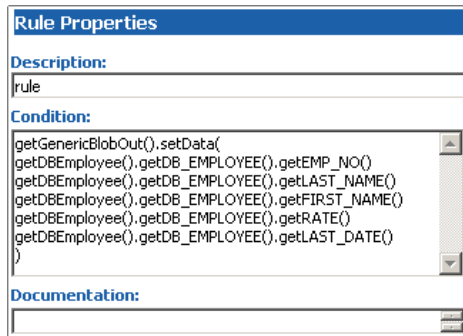 Rule Properties
Description:
rule
Condition:
getGenericBlobOut().setData(
getDBEmployee().getDB_EMPLOYEE().getEMP_NO()
getDBEmployee().getDB_EMPLOYEE().getLAST_NAME()
getDBEmployee().getDB_EMPLOYEE().getFIRST_NAME()
getDBEmployee().getDB_EMPLOYEE().getRATE()
getDBEmployee().getDB_EMPLOYEE().getLAST_DATE()
)
Documentation: